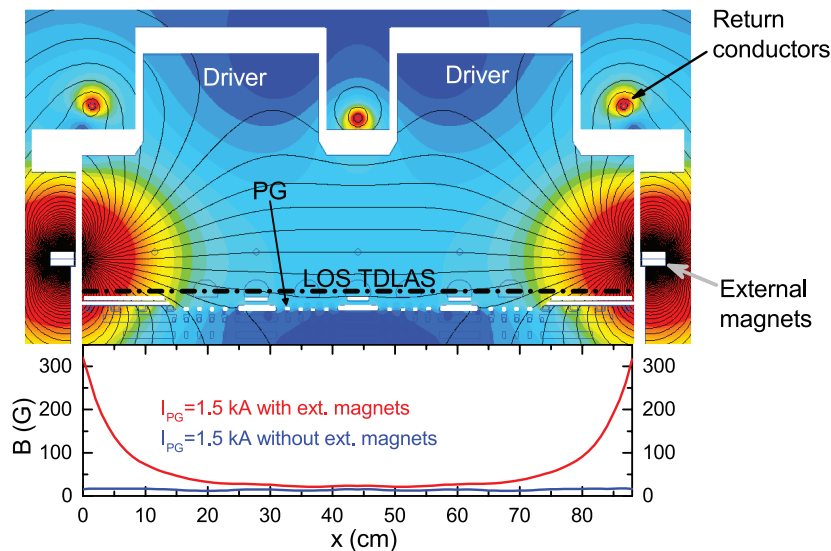 Return
conductors
Driver
Driver
PG
LOS TDLAS
External
magnets
300
200
100
0
B (G)
I_PG=1.5 kA with ext. magnets
I_PG=1.5 kA without ext. magnets
300
200
100
0
0 10 20 30 40 50 60 70 80
x (cm)